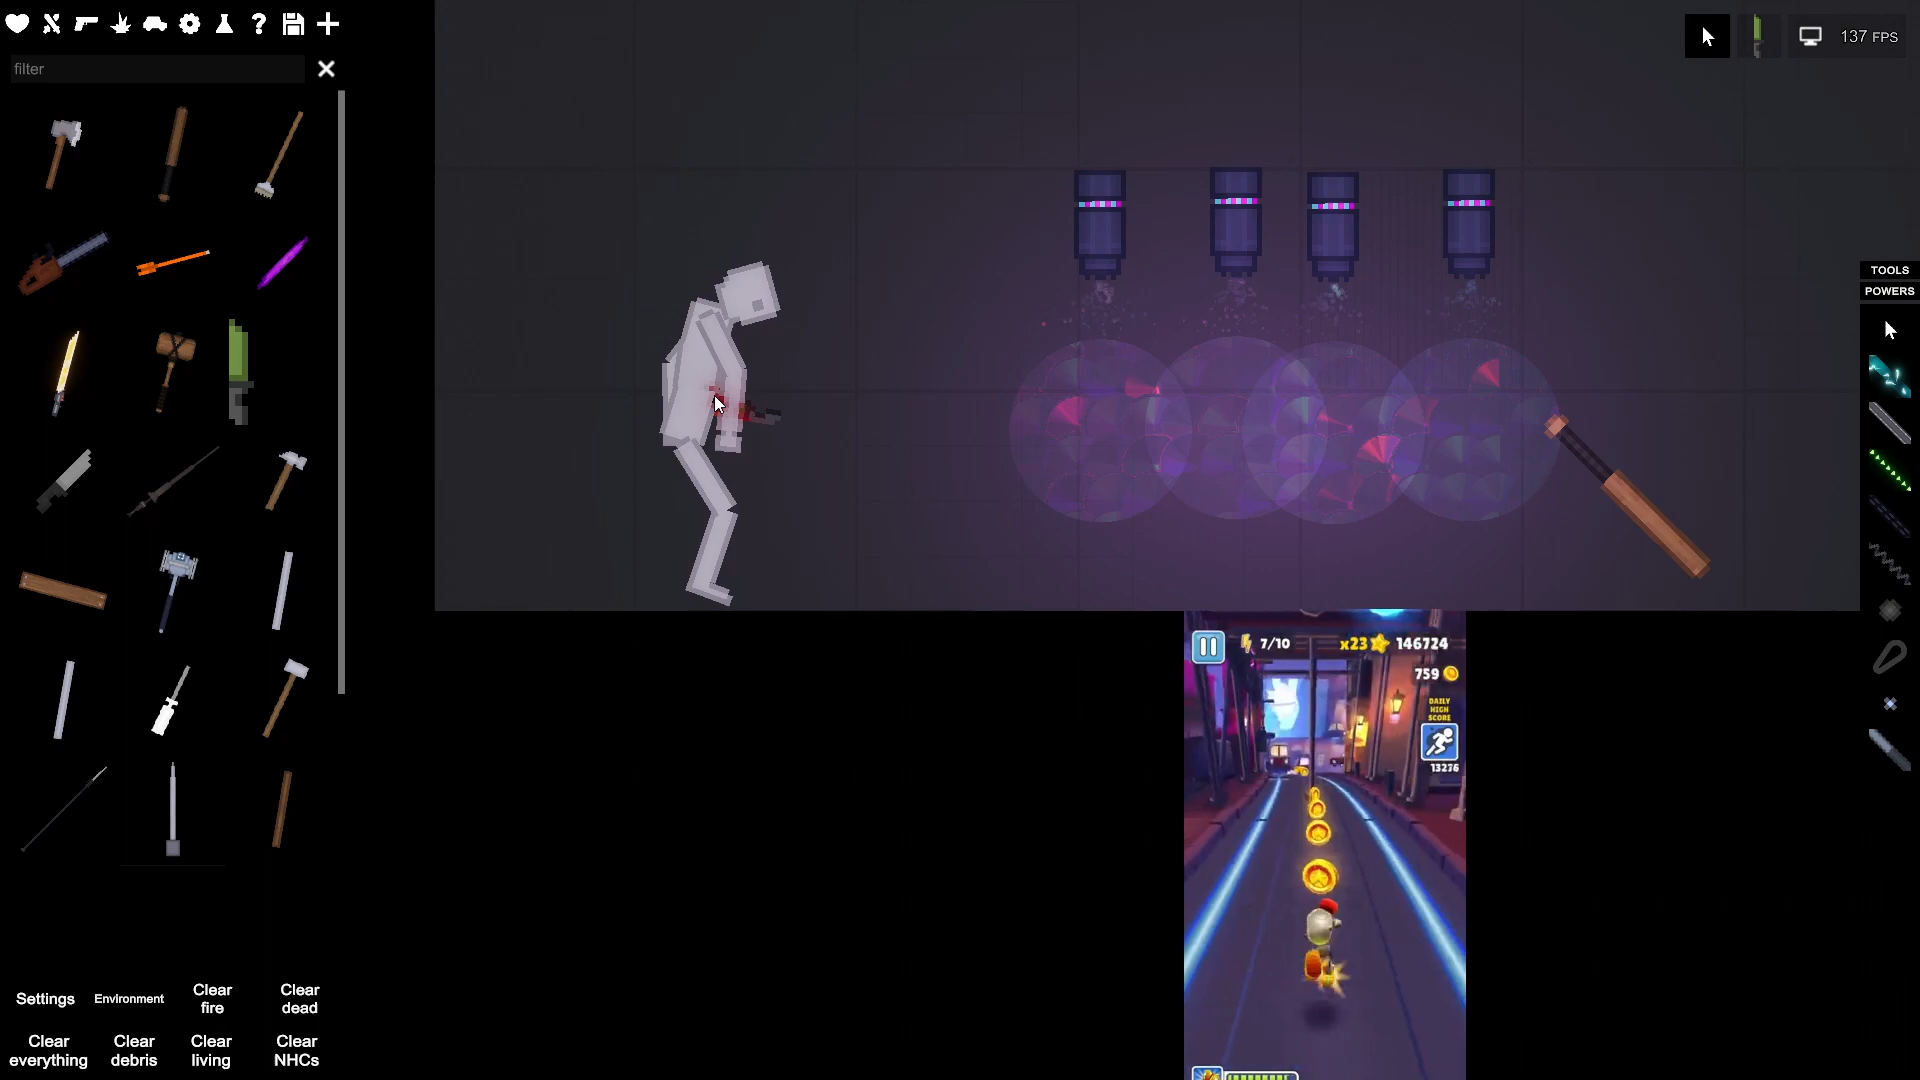 137 FPS
filter
TOOLS
POWERS
7/10
x23 146724
759
DAILY
HIGH
SCORE
13276
Settings
Environment
Clear
fire
Clear
dead
Clear
everything
Clear
debris
Clear
living
Clear
NHCs